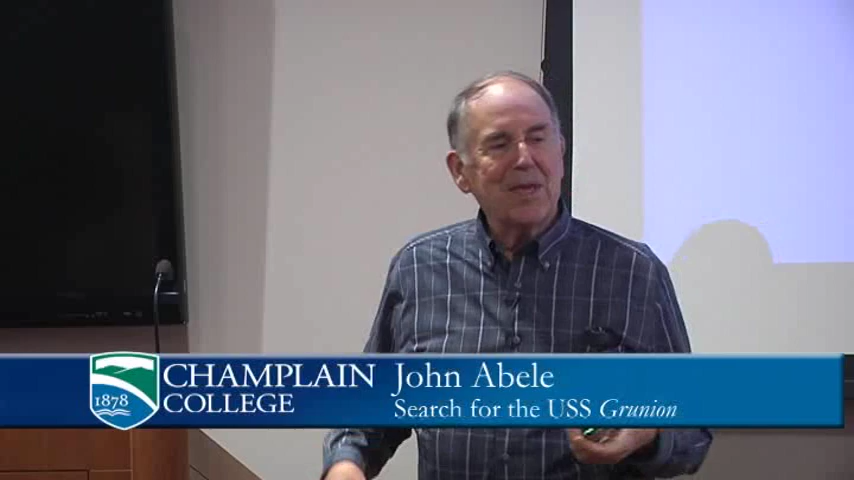 CHAMPLAIN
COLLEGE
1878
John Abele
Search for the USS Grunion